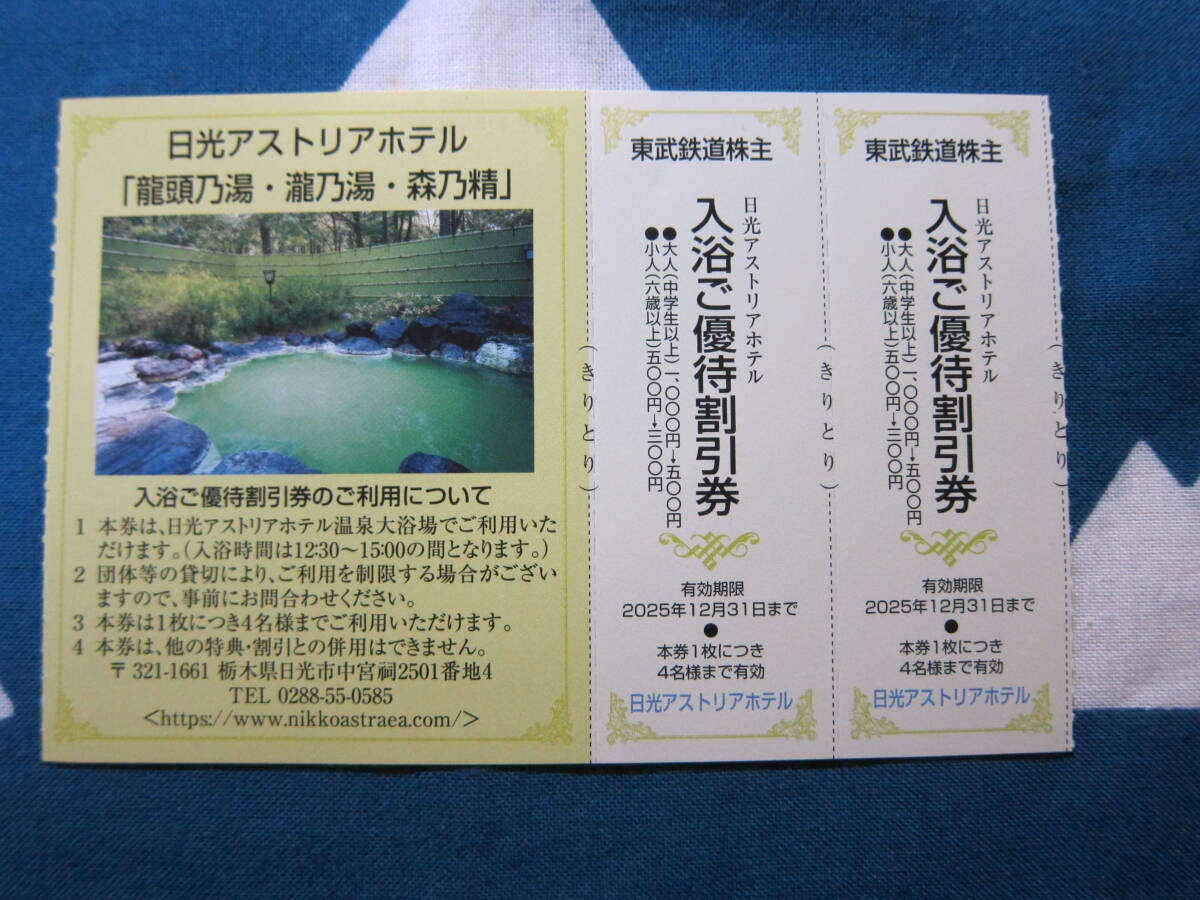 日光アストリアホテル
「龍頭乃湯・瀧乃湯・森乃精」
入浴ご優待割引券のご利用について
1 本券は、日光アストリアホテル温泉大浴場でご利用いた
だけます。（入浴時間は12:30〜15:00の間となります。）
2 団体等の貸切により、ご利用を制限する場合がござい
ますので、事前にお問合わせください。
3 本券は1枚につき4名様までご利用いただけます。
4 本券は、他の特典・割引との併用はできません。
〒321-1661 栃木県日光市中宮祠2501番地4
TEL 0288-55-0585
<https://www.nikkoastraea.com/>
（きりとり）
東武鉄道株主
日光アストリアホテル
入浴ご優待割引券
●大人（中学生以上）一、〇〇〇円→五〇〇円
●小人（六歳以上）五〇〇円→三〇〇円
有効期限
2025年12月31日まで
●
本券1枚につき
4名様まで有効
日光アストリアホテル
（きりとり）
東武鉄道株主
日光アストリアホテル
入浴ご優待割引券
●大人（中学生以上）一、〇〇〇円→五〇〇円
●小人（六歳以上）五〇〇円→三〇〇円
有効期限
2025年12月31日まで
●
本券1枚につき
4名様まで有効
日光アストリアホテル
（きりとり）